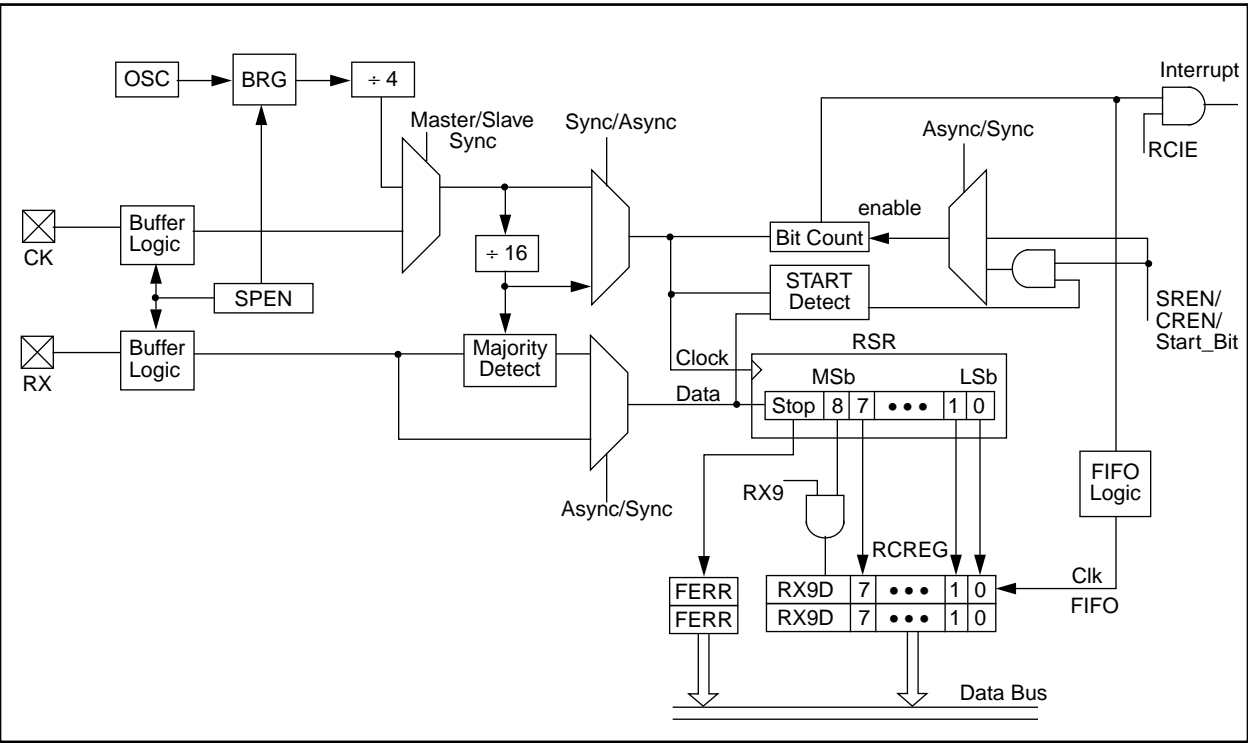 Interrupt
OSC
BRG
÷ 4
Master/Slave
Sync
Sync/Async
Async/Sync
RCIE
CK
Buffer
Logic
÷ 16
enable
Bit Count
SPEN
START
Detect
SREN/
CREN/
Start_Bit
RX
Buffer
Logic
Majority
Detect
Clock
RSR
MSb
LSb
Data
Stop 8 7 ••• 1 0
Async/Sync
RX9
FIFO
Logic
RCREG
Clk
FIFO
FERR
RX9D 7 ••• 1 0
FERR
RX9D 7 ••• 1 0
Data Bus